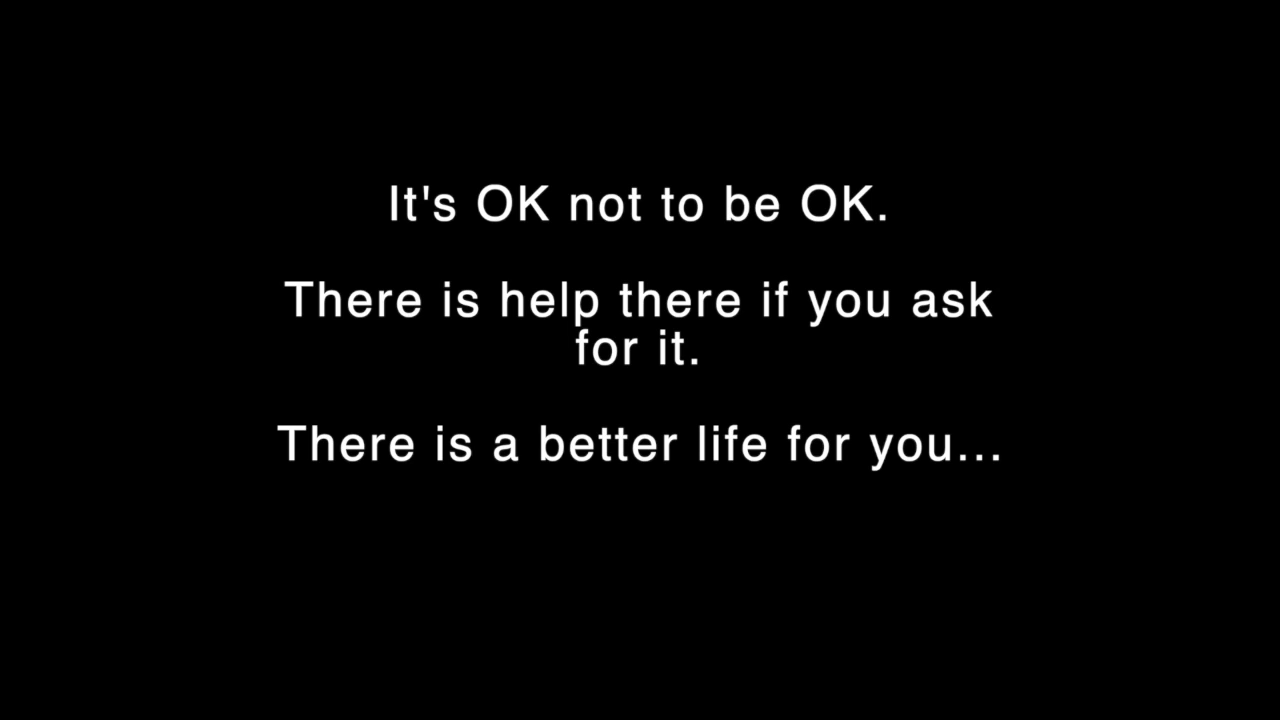 It's OK not to be OK.
There is help there if you ask
for it.
There is a better life for you...